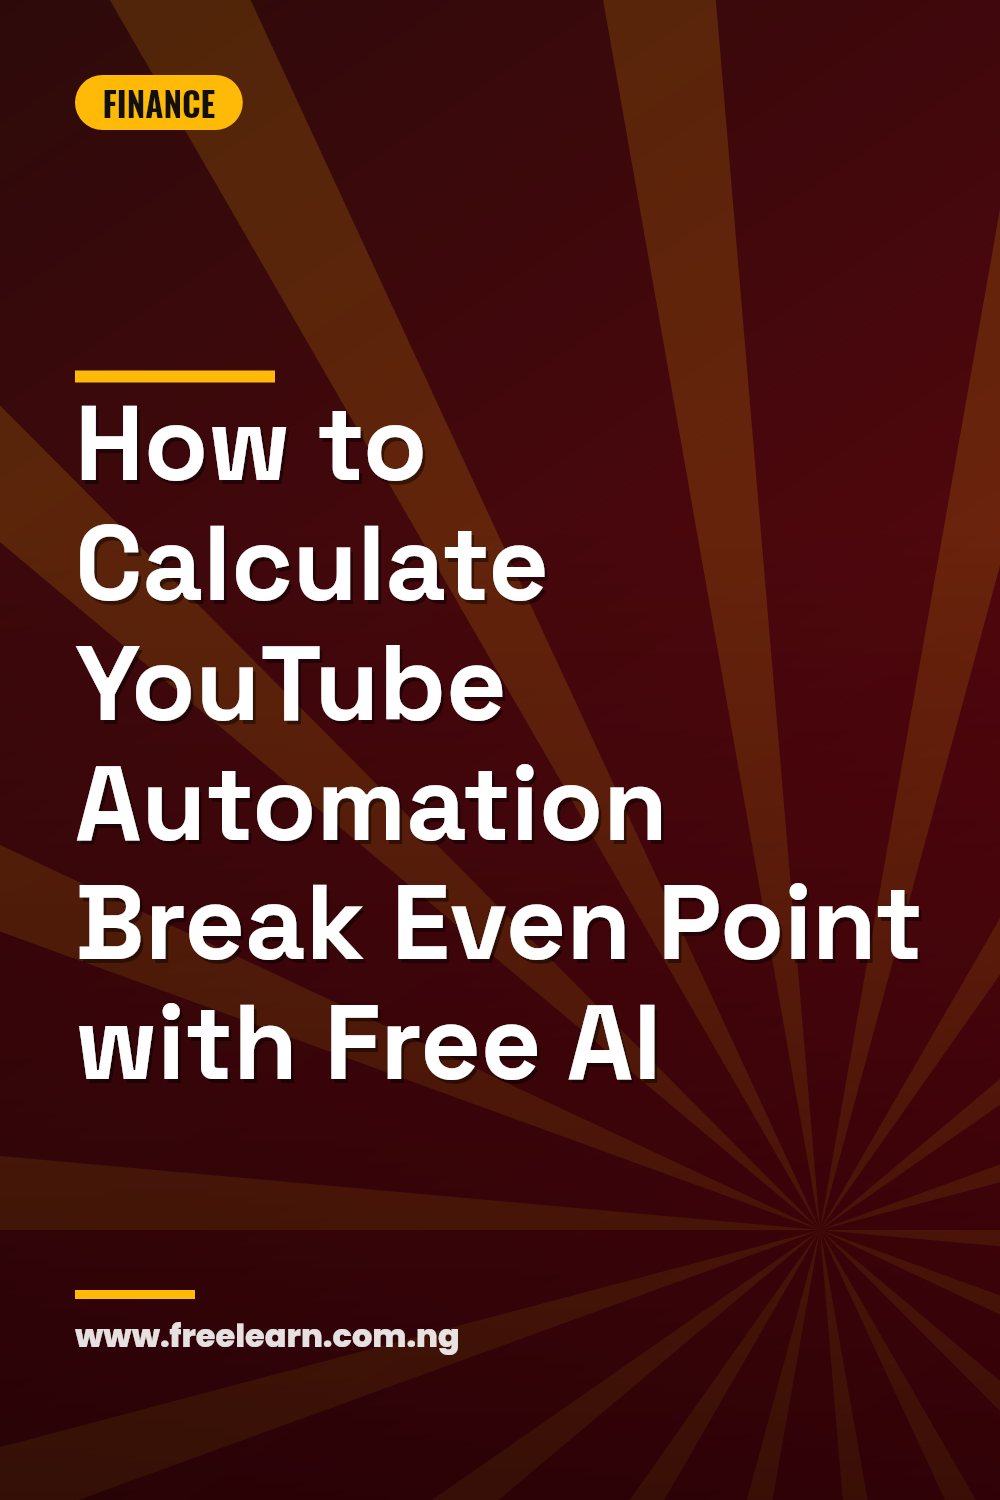 FINANCE
How to
Calculate
YouTube
Automation
Break Even Point
with Free AI
www.freelearn.com.ng